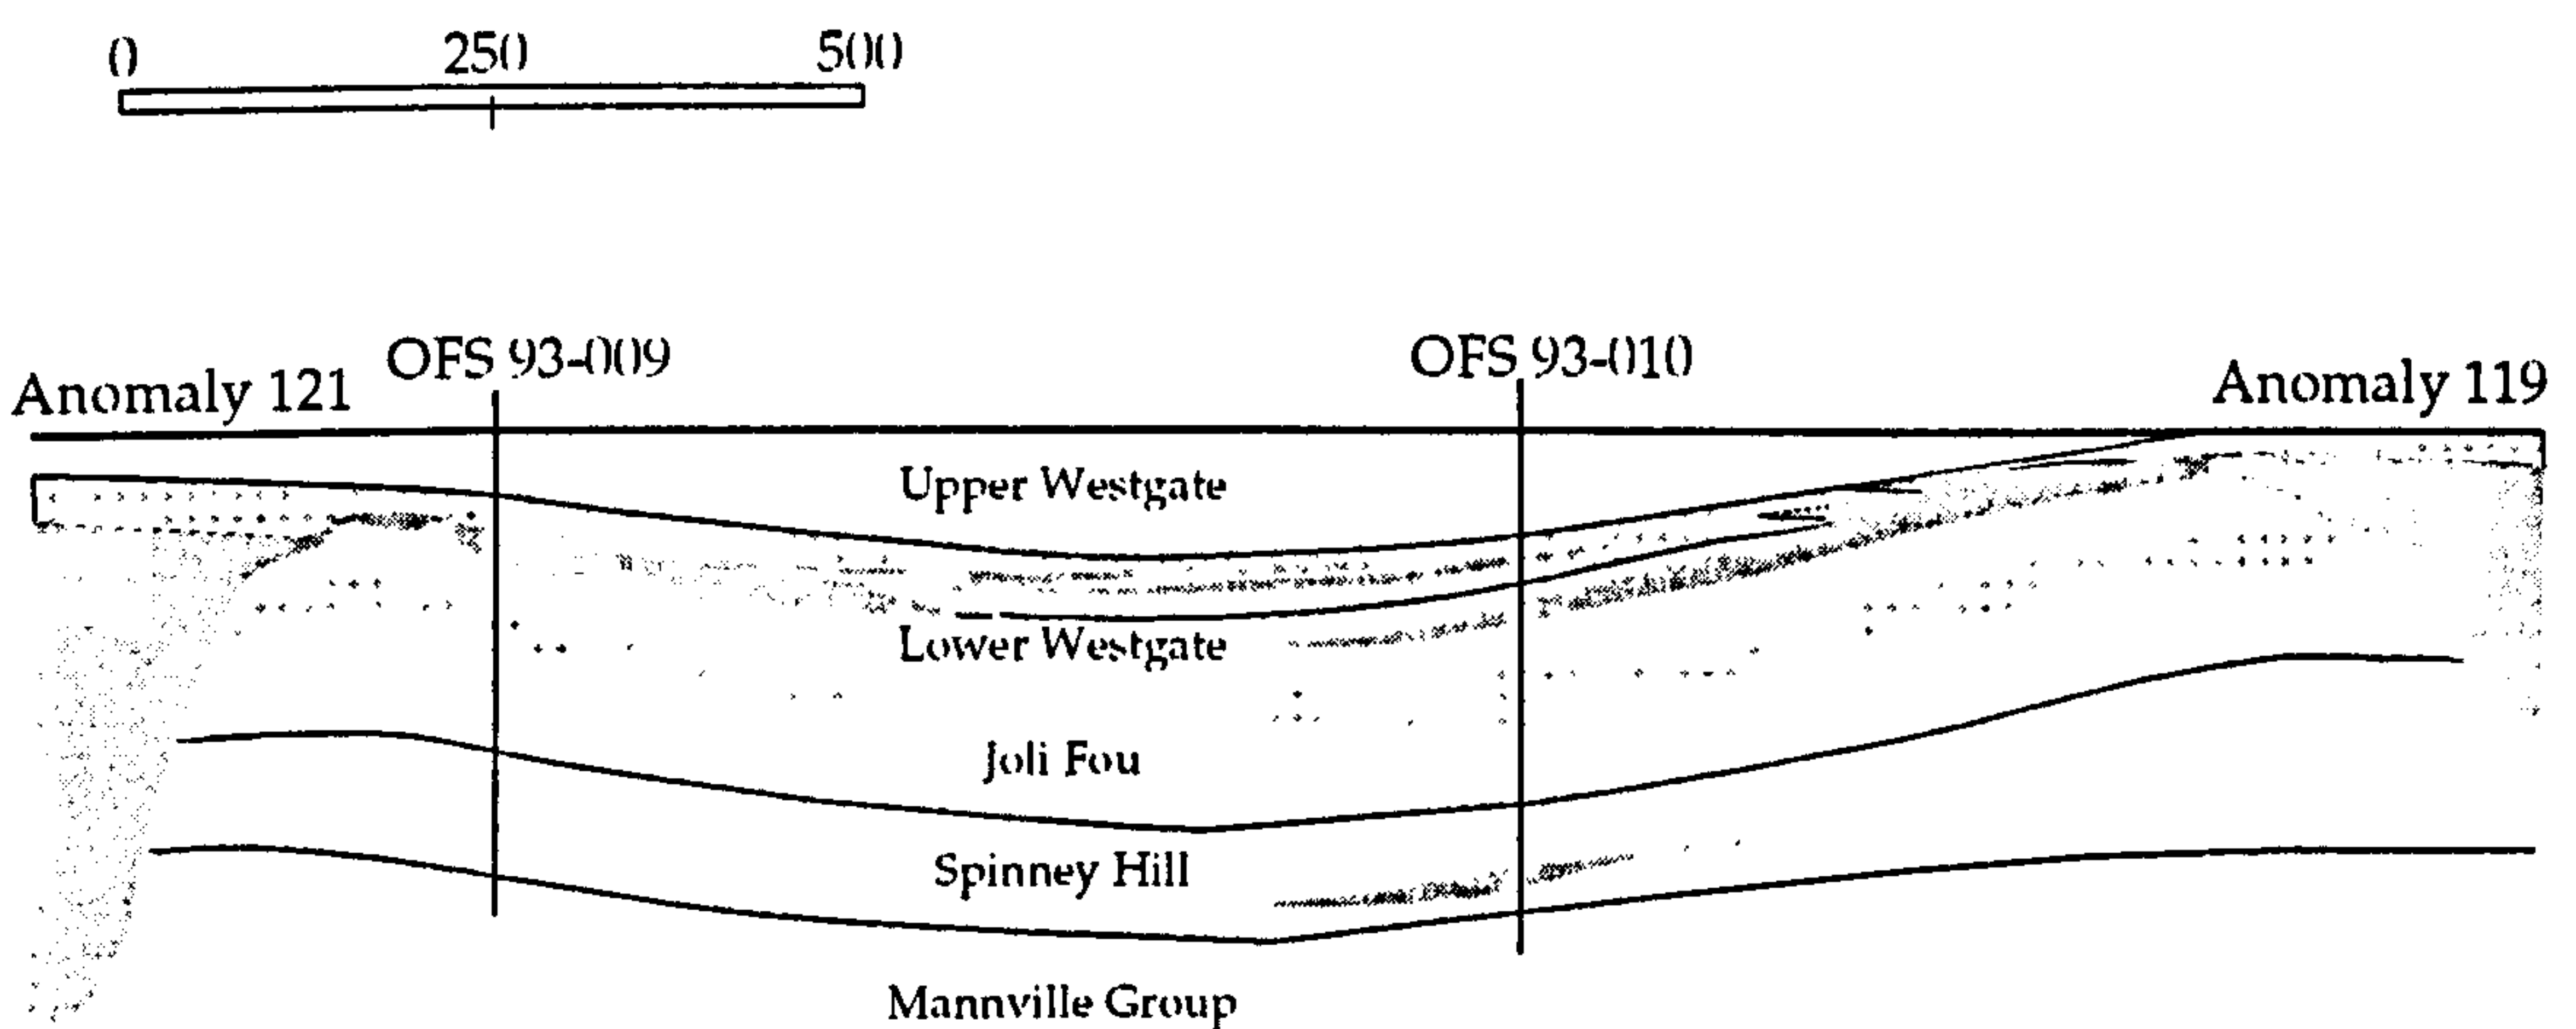 0 250 500
OFS 93-009 OFS 93-010
Anomaly 121 Anomaly 119
Upper Westgate
Lower Westgate
Joli Fou
Spinney Hill
Mannville Group